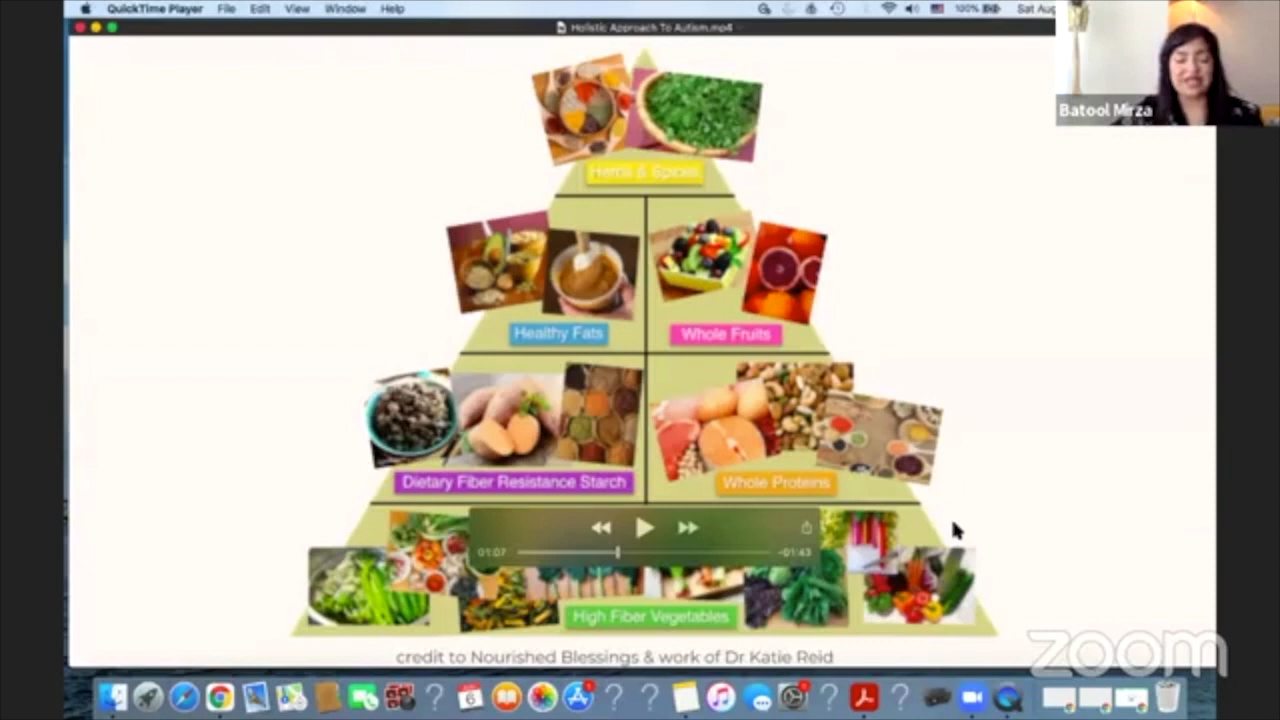 QuickTime Player File Edit View Window Help 100% Sat Aug
Holistic Approach To Autism.mp4
Batool Mirza
Herbs & Spices
Healthy Fats
Whole Fruits
Dietary Fiber Resistance Starch
Whole Proteins
01:07
-01:43
High Fiber Vegetables
credit to Nourished Blessings & work of Dr Katie Reid
zoom
6